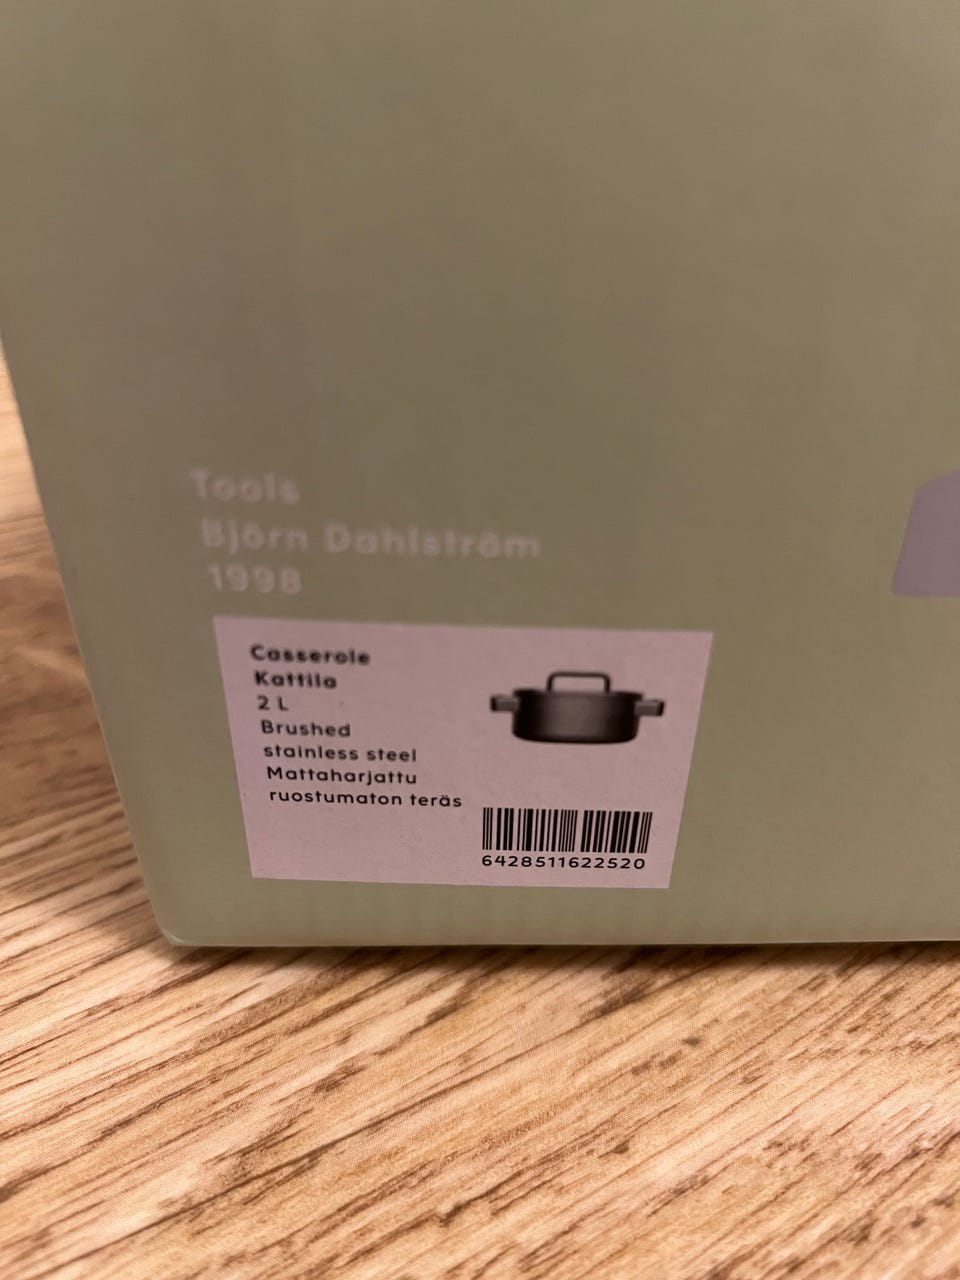 Tools
Björn Dahlström
1998
Casserole
Kattila
2 L
Brushed
stainless steel
Mattaharjattu
ruostumaton teräs
6428511622520